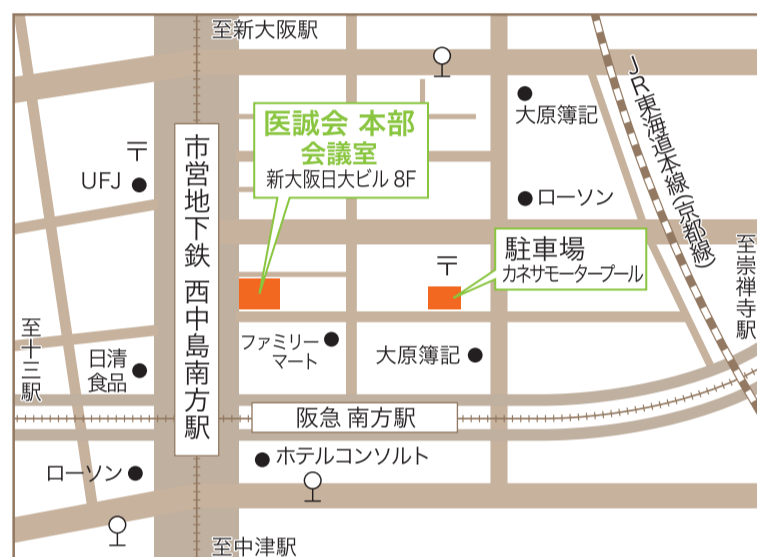 至新大阪駅
大原簿記
JR東海道本線(京都線)
医誠会 本部
会議室
新大阪日大ビル 8F
〒
UFJ
市営地下鉄 西中島南方駅
ローソン
駐車場
カネサモータープール
〒
至崇禅寺駅
至十三駅
日清
食品
ファミリー
マート
大原簿記
阪急 南方駅
ローソン
ホテルコンソルト
至中津駅